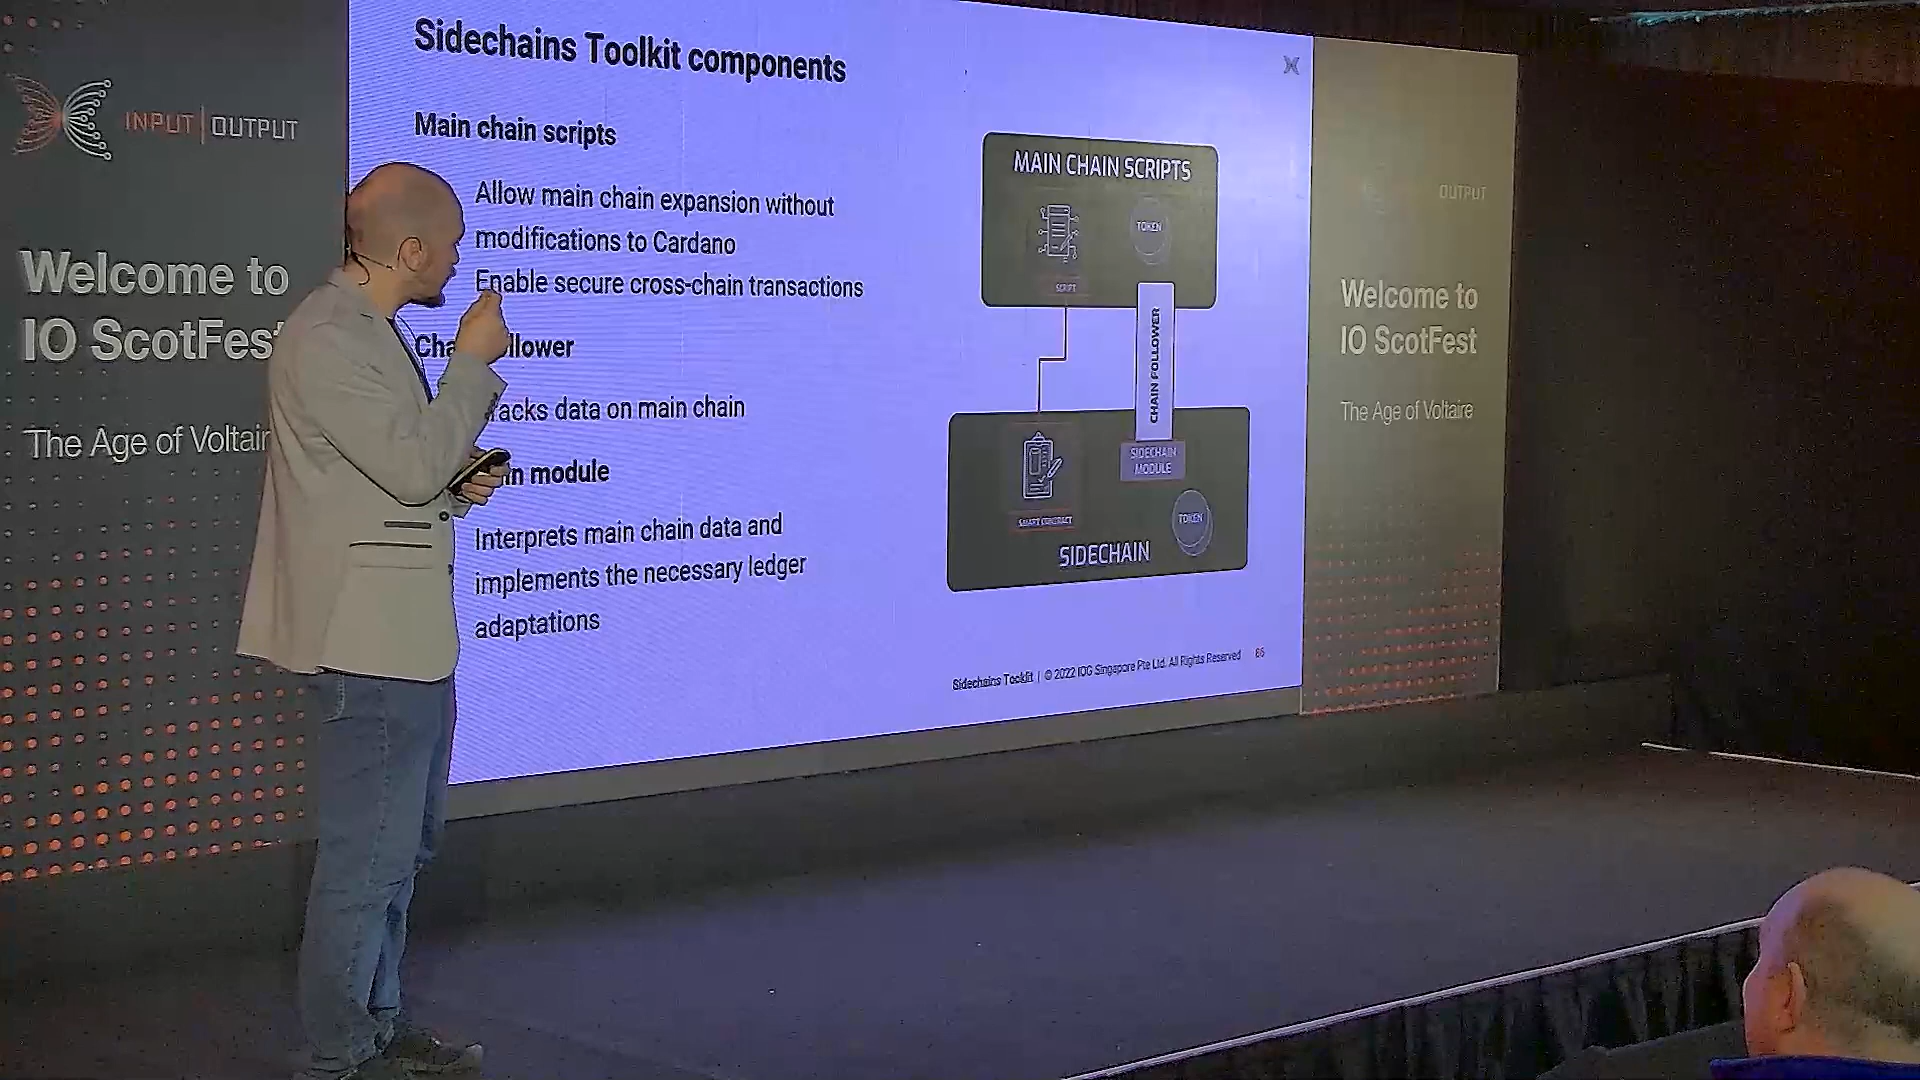 INPUT | OUTPUT
Welcome to
IO ScotFes
The Age of Voltair
Sidechains Toolkit components
Main chain scripts
Allow main chain expansion without
modifications to Cardano
Enable secure cross-chain transactions
Cha llower
racks data on main chain
in module
Interprets main chain data and
implements the necessary ledger
adaptations
MAIN CHAIN SCRIPTS
SCRIPT
TOKEN
CHAIN FOLLOWER
SIDECHAIN
MODULE
SMART CONTRACT
TOKEN
SIDECHAIN
Sidechains Toolkit | © 2022 IOG Singapore Pte Ltd. All Rights Reserved
OUTPUT
Welcome to
IO ScotFest
The Age of Voltaire